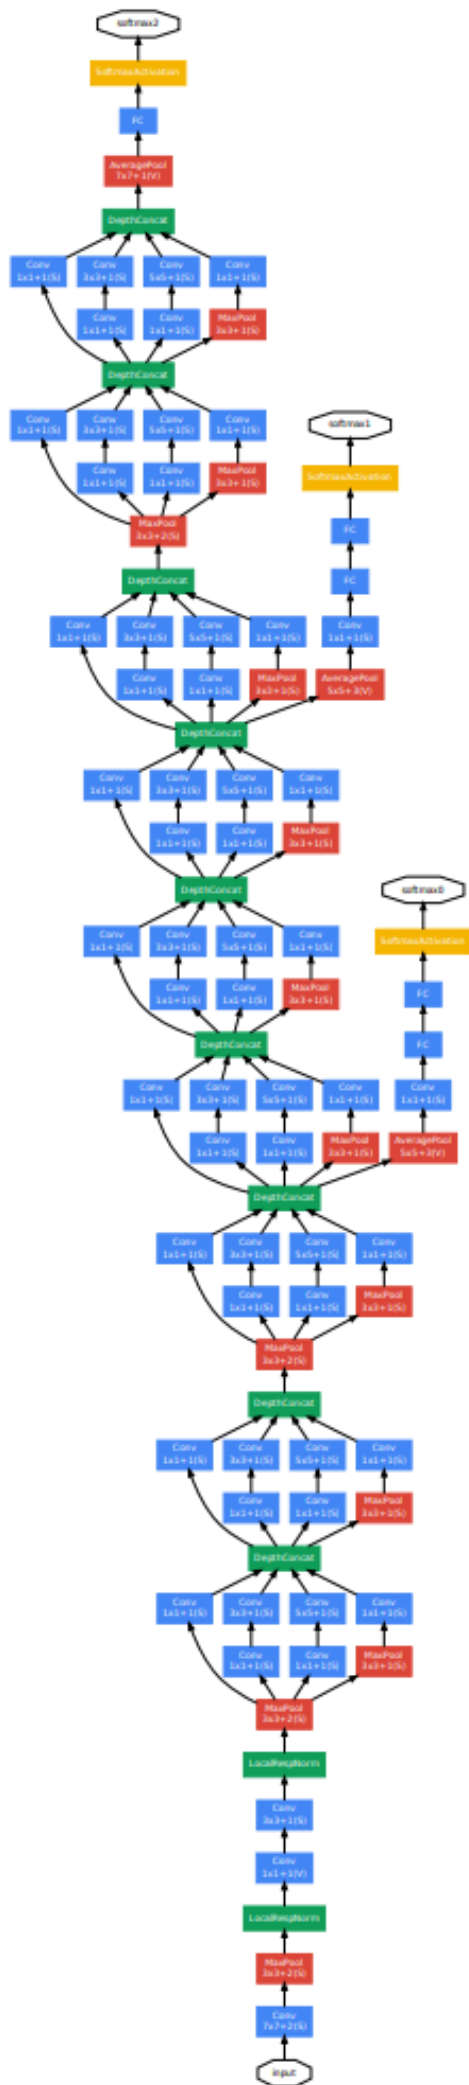 softmax2
SoftmaxActivation
FC
AveragePool
7x7+1(V)
DepthConcat
Conv Conv Conv Conv
1x1+1(S) 3x3+1(S) 5x5+1(S) 1x1+1(S)
Conv Conv MaxPool
1x1+1(S) 1x1+1(S) 3x3+1(S)
DepthConcat
Conv Conv Conv Conv
1x1+1(S) 3x3+1(S) 5x5+1(S) 1x1+1(S)
softmax1
Conv Conv MaxPool
1x1+1(S) 1x1+1(S) 3x3+1(S)
SoftmaxActivation
MaxPool
3x3+2(S)
FC
DepthConcat
FC
Conv Conv Conv Conv Conv
1x1+1(S) 3x3+1(S) 5x5+1(S) 1x1+1(S) 1x1+1(S)
Conv Conv MaxPool AveragePool
1x1+1(S) 1x1+1(S) 3x3+1(S) 5x5+3(V)
DepthConcat
Conv Conv Conv Conv
1x1+1(S) 3x3+1(S) 5x5+1(S) 1x1+1(S)
Conv Conv MaxPool
1x1+1(S) 1x1+1(S) 3x3+1(S)
DepthConcat
softmax0
Conv Conv Conv Conv
1x1+1(S) 3x3+1(S) 5x5+1(S) 1x1+1(S)
SoftmaxActivation
Conv Conv MaxPool
1x1+1(S) 1x1+1(S) 3x3+1(S)
FC
DepthConcat
FC
Conv Conv Conv Conv Conv
1x1+1(S) 3x3+1(S) 5x5+1(S) 1x1+1(S) 1x1+1(S)
Conv Conv MaxPool AveragePool
1x1+1(S) 1x1+1(S) 3x3+1(S) 5x5+3(V)
DepthConcat
Conv Conv Conv Conv
1x1+1(S) 3x3+1(S) 5x5+1(S) 1x1+1(S)
Conv Conv MaxPool
1x1+1(S) 1x1+1(S) 3x3+1(S)
MaxPool
3x3+2(S)
DepthConcat
Conv Conv Conv Conv
1x1+1(S) 3x3+1(S) 5x5+1(S) 1x1+1(S)
Conv Conv MaxPool
1x1+1(S) 1x1+1(S) 3x3+1(S)
DepthConcat
Conv Conv Conv Conv
1x1+1(S) 3x3+1(S) 5x5+1(S) 1x1+1(S)
Conv Conv MaxPool
1x1+1(S) 1x1+1(S) 3x3+1(S)
MaxPool
3x3+2(S)
LocalRespNorm
Conv
3x3+1(S)
Conv
1x1+1(V)
LocalRespNorm
MaxPool
3x3+2(S)
Conv
7x7+2(S)
input